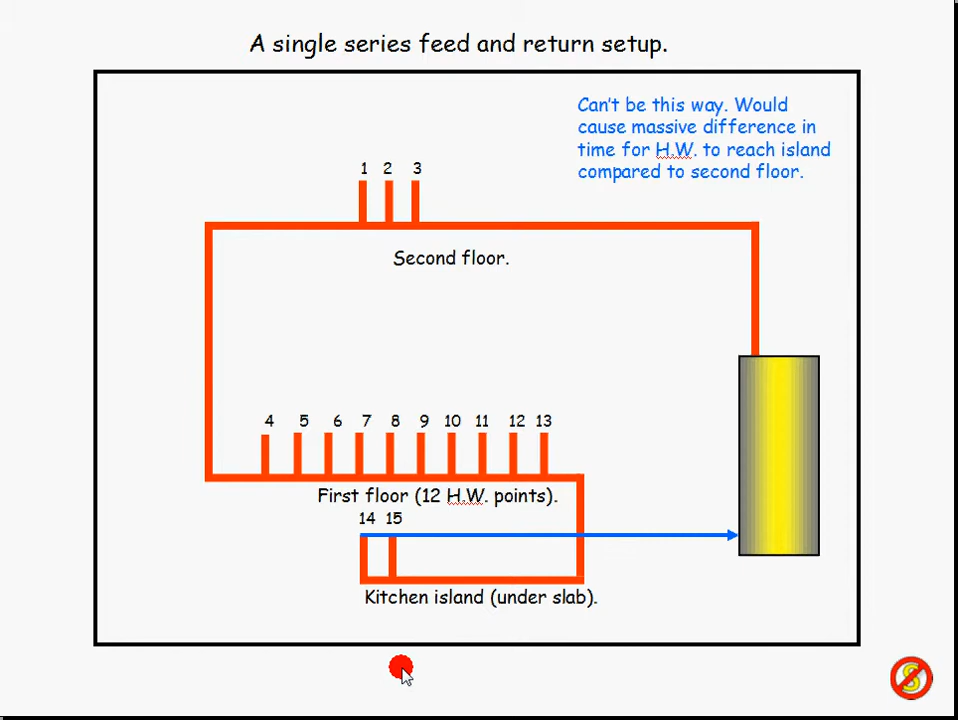 A single series feed and return setup.
Can't be this way. Would
cause massive difference in
time for H.W. to reach island
compared to second floor.
1 2 3
Second floor.
4 5 6 7 8 9 10 11 12 13
First floor (12 H.W. points).
14 15
Kitchen island (under slab).
S